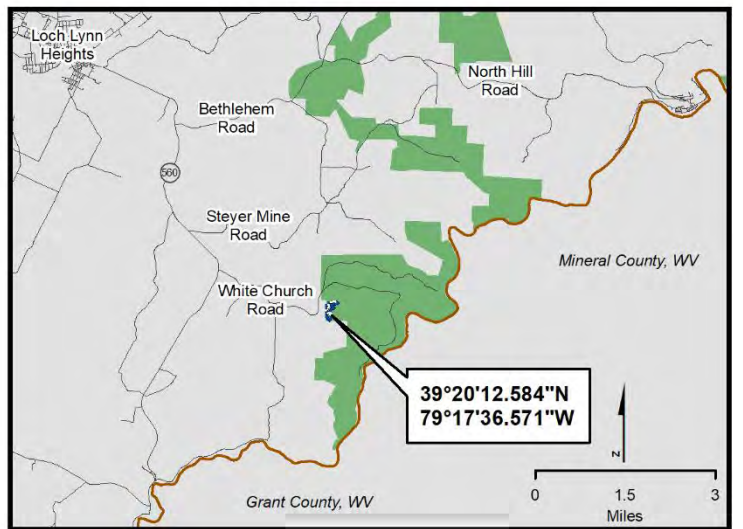 Loch Lynn
Heights
North Hill
Road
Bethlehem
Road
560
Steyer Mine
Road
Mineral County, WV
White Church
Road
39°20'12.584"N
79°17'36.571"W
N
0 1.5 3
Miles
Grant County, WV